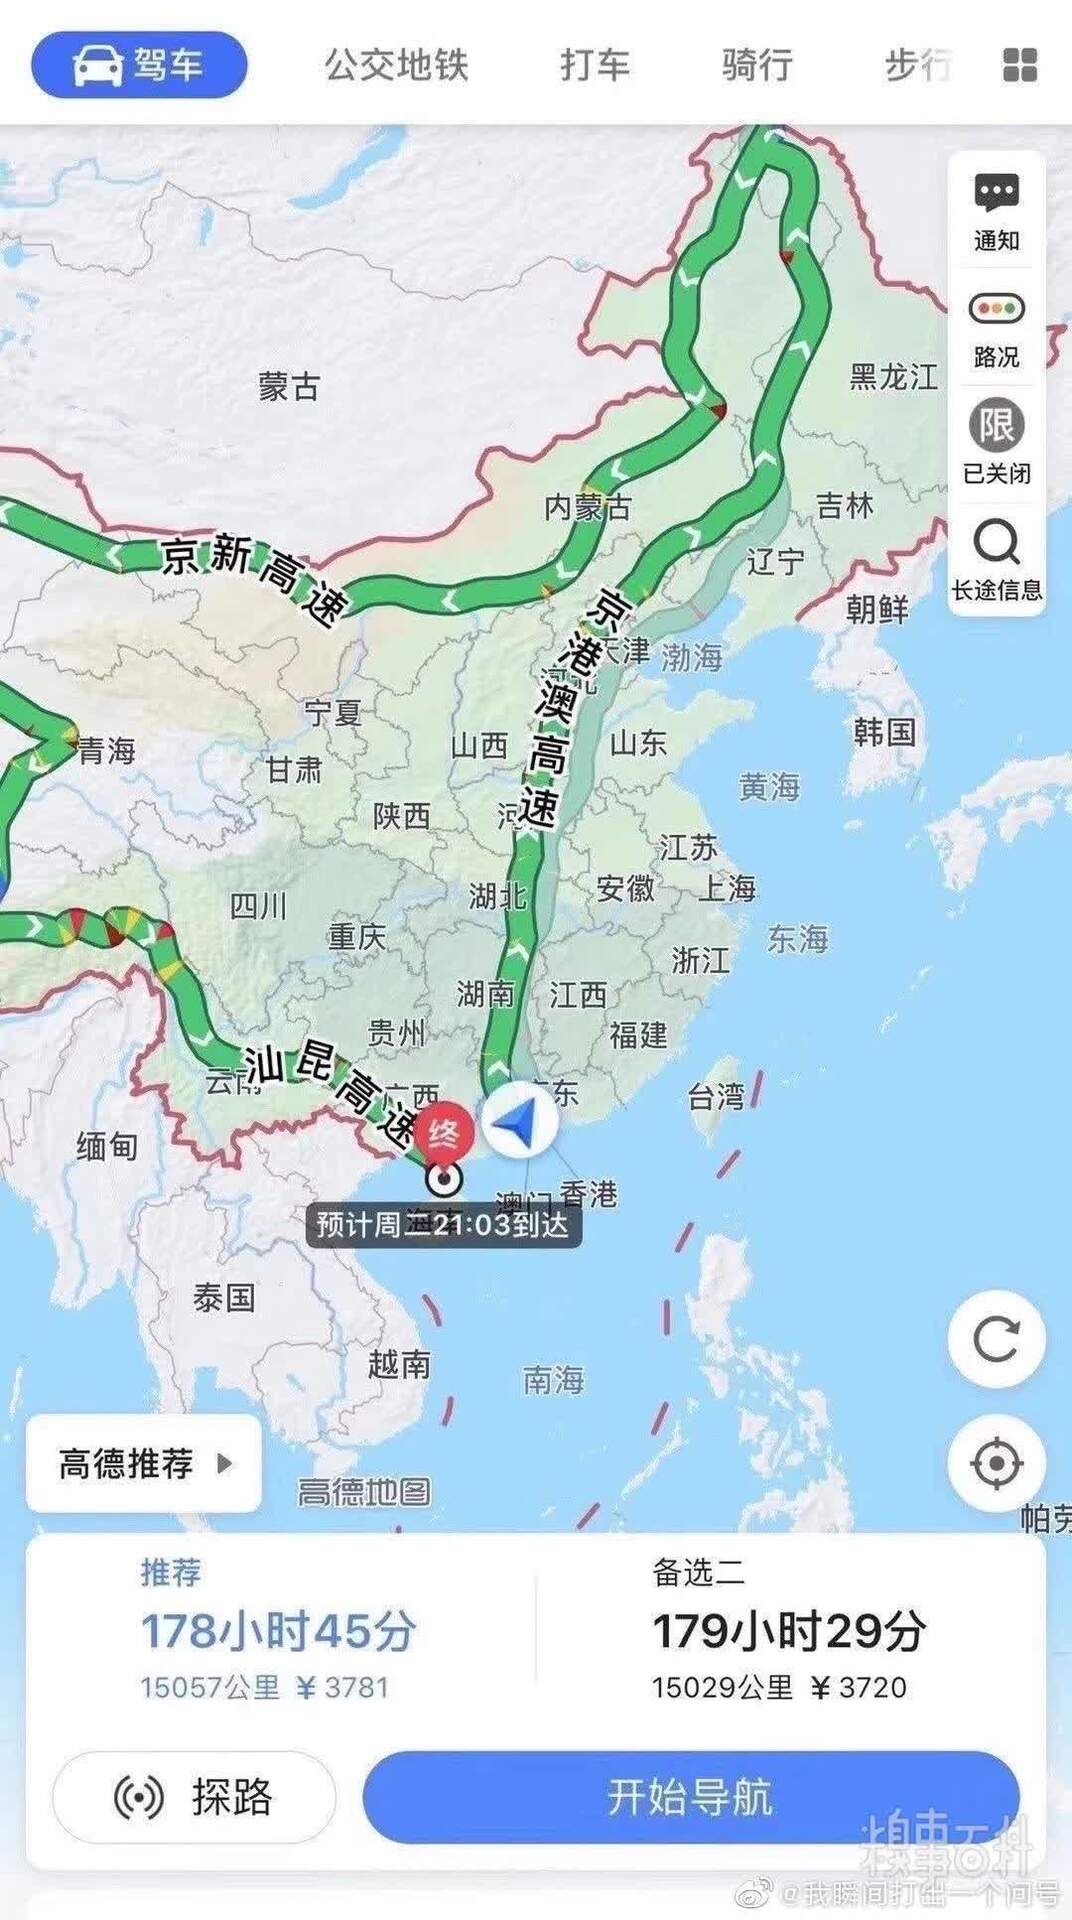 驾车
公交地铁
打车
骑行
步行
通知
路况
限
已关闭
长途信息
蒙古
黑龙江
内蒙古
吉林
辽宁
朝鲜
京新高速
京港澳高速
天津
渤海
宁夏
青海
甘肃
山西
山东
韩国
黄海
陕西
江苏
四川
重庆
湖北
安徽
上海
东海
浙江
湖南
江西
福建
贵州
云南
汕昆高速
广西
终
台湾
缅甸
澳门
香港
预计周二21:03到达
泰国
越南
南海
高德推荐
高德地图
推荐
178小时45分
15057公里 ¥3781
备选二
179小时29分
15029公里 ¥3720
探路
开始导航
糗事百科
@我瞬间打出一个问号